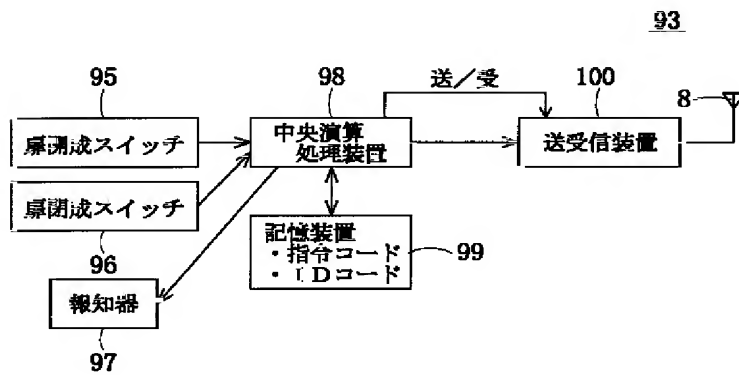 93
95
98
送/受
100
8
扉開成スイッチ
中央演算
処理装置
送受信装置
扉閉成スイッチ
96
記憶装置
・指令コード
・IDコード
99
報知器
97